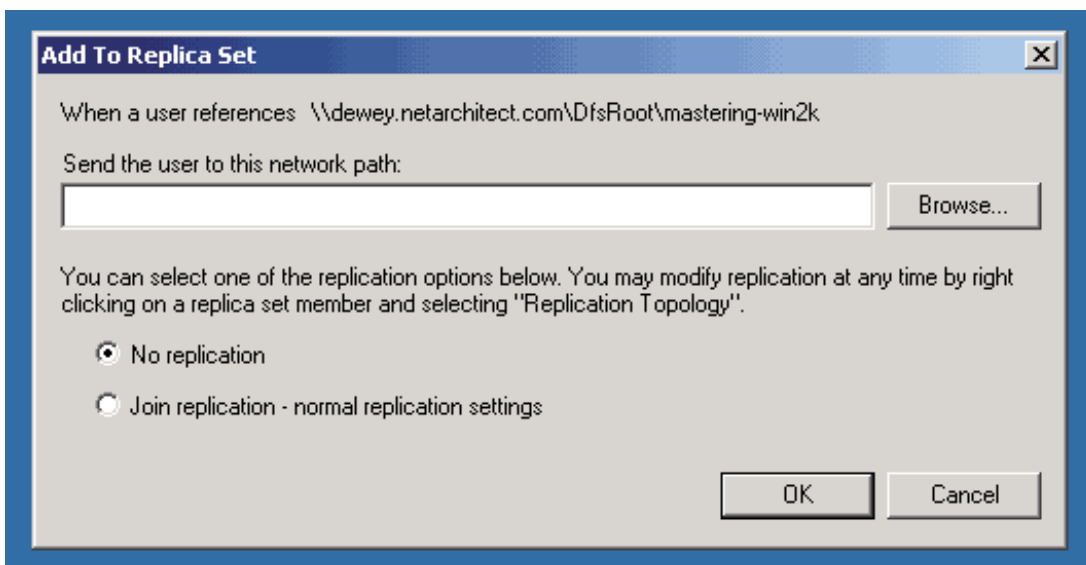 Add To Replica Set
When a user references \\dewey.netarchitect.com\DfsRoot\mastering-win2k
Send the user to this network path:
Browse...
You can select one of the replication options below. You may modify replication at any time by right
clicking on a replica set member and selecting "Replication Topology".
No replication
Join replication - normal replication settings
OK
Cancel